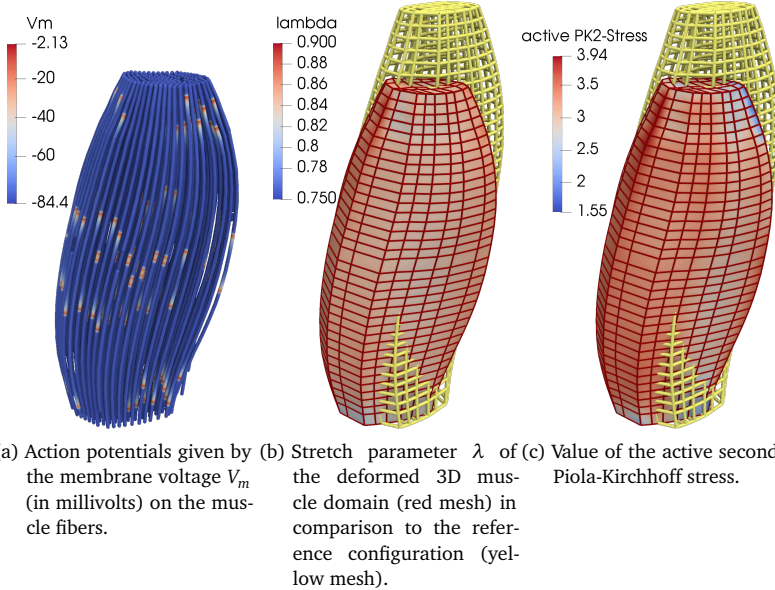 Vm
-2.13
-20
-40
-60
-84.4
lambda
0.900
0.88
0.86
0.84
0.82
0.8
0.78
0.750
active PK2-Stress
3.94
3.5
3
2.5
2
1.55
a) Action potentials given by
the membrane voltage Vm
(in millivolts) on the mus-
cle fibers.
(b) Stretch parameter λ of
the deformed 3D mus-
cle domain (red mesh) in
comparison to the refer-
ence configuration (yel-
low mesh).
(c) Value of the active second
Piola-Kirchhoff stress.